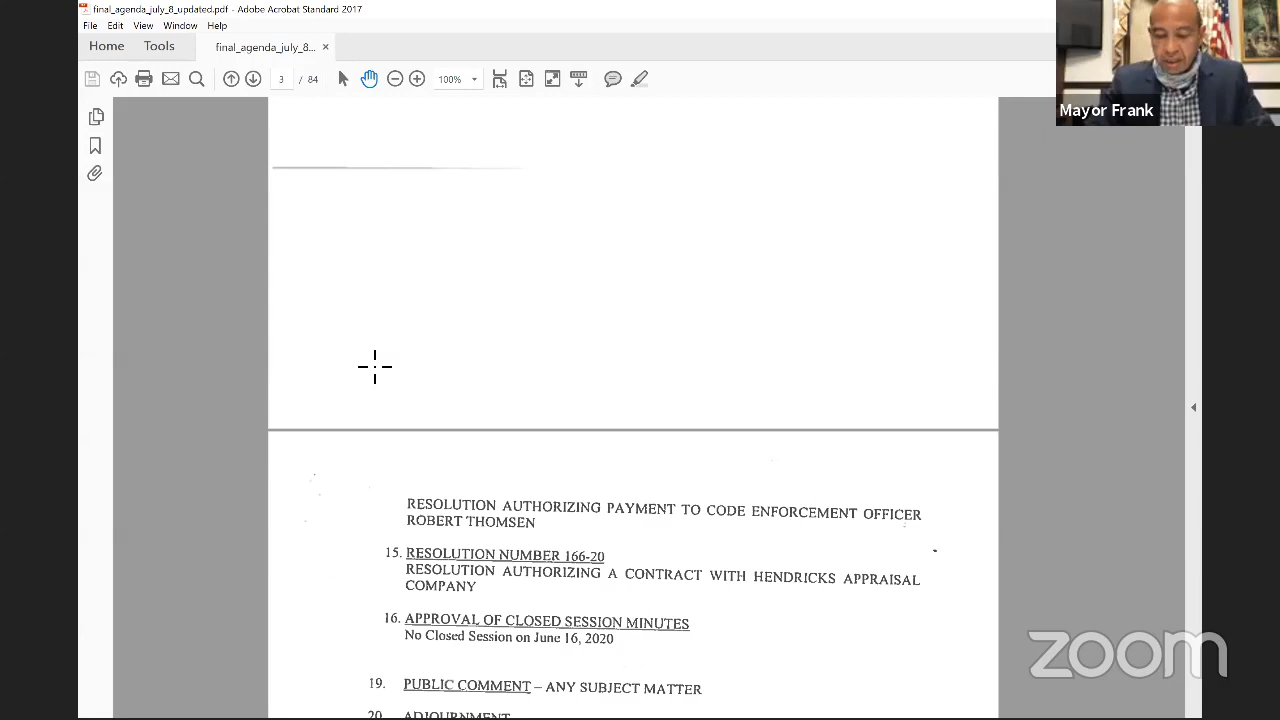 final_agenda_july_8_updated.pdf - Adobe Acrobat Standard 2017
File Edit View Window Help
Home Tools final_agenda_july_8... ×
3 / 84 100%
Mayor Frank
RESOLUTION AUTHORIZING PAYMENT TO CODE ENFORCEMENT OFFICER
ROBERT THOMSEN
15. RESOLUTION NUMBER 166-20
RESOLUTION AUTHORIZING A CONTRACT WITH HENDRICKS APPRAISAL
COMPANY
16. APPROVAL OF CLOSED SESSION MINUTES
No Closed Session on June 16, 2020
19. PUBLIC COMMENT – ANY SUBJECT MATTER
20. ADJOURNMENT
zoom